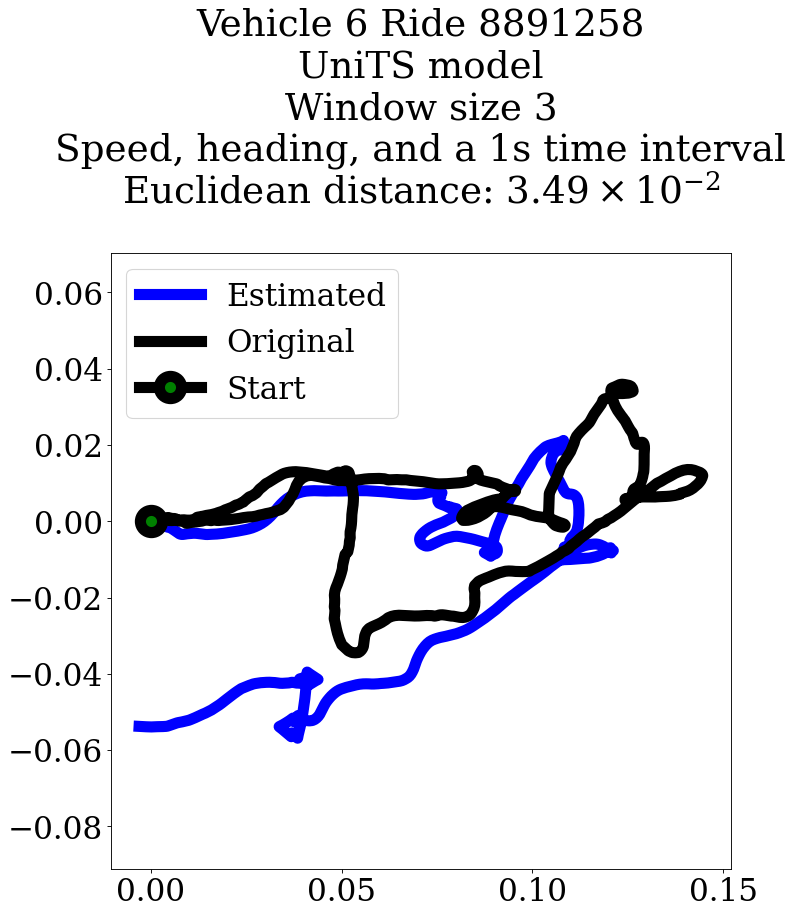 Vehicle 6 Ride 8891258
UniTS model
Window size 3
Speed, heading, and a 1s time interval
Euclidean distance: 3.49 × 10⁻²
Estimated
Original
Start
0.06
0.04
0.02
0.00
−0.02
−0.04
−0.06
−0.08
0.00 0.05 0.10 0.15